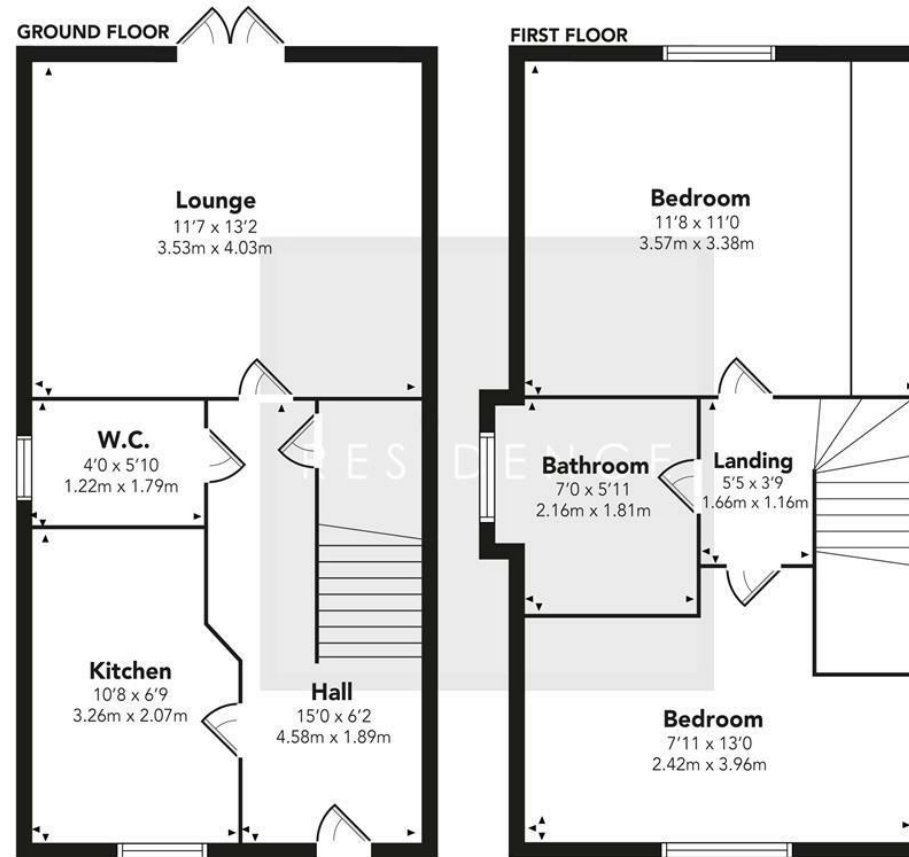 GROUND FLOOR
Lounge
11'7 x 13'2
3.53m x 4.03m
W.C.
4'0 x 5'10
1.22m x 1.79m
Kitchen
10'8 x 6'9
3.26m x 2.07m
Hall
15'0 x 6'2
4.58m x 1.89m
RESIDENCE
FIRST FLOOR
Bedroom
11'8 x 11'0
3.57m x 3.38m
Bathroom
7'0 x 5'11
2.16m x 1.81m
Landing
5'5 x 3'9
1.66m x 1.16m
Bedroom
7'11 x 13'0
2.42m x 3.96m